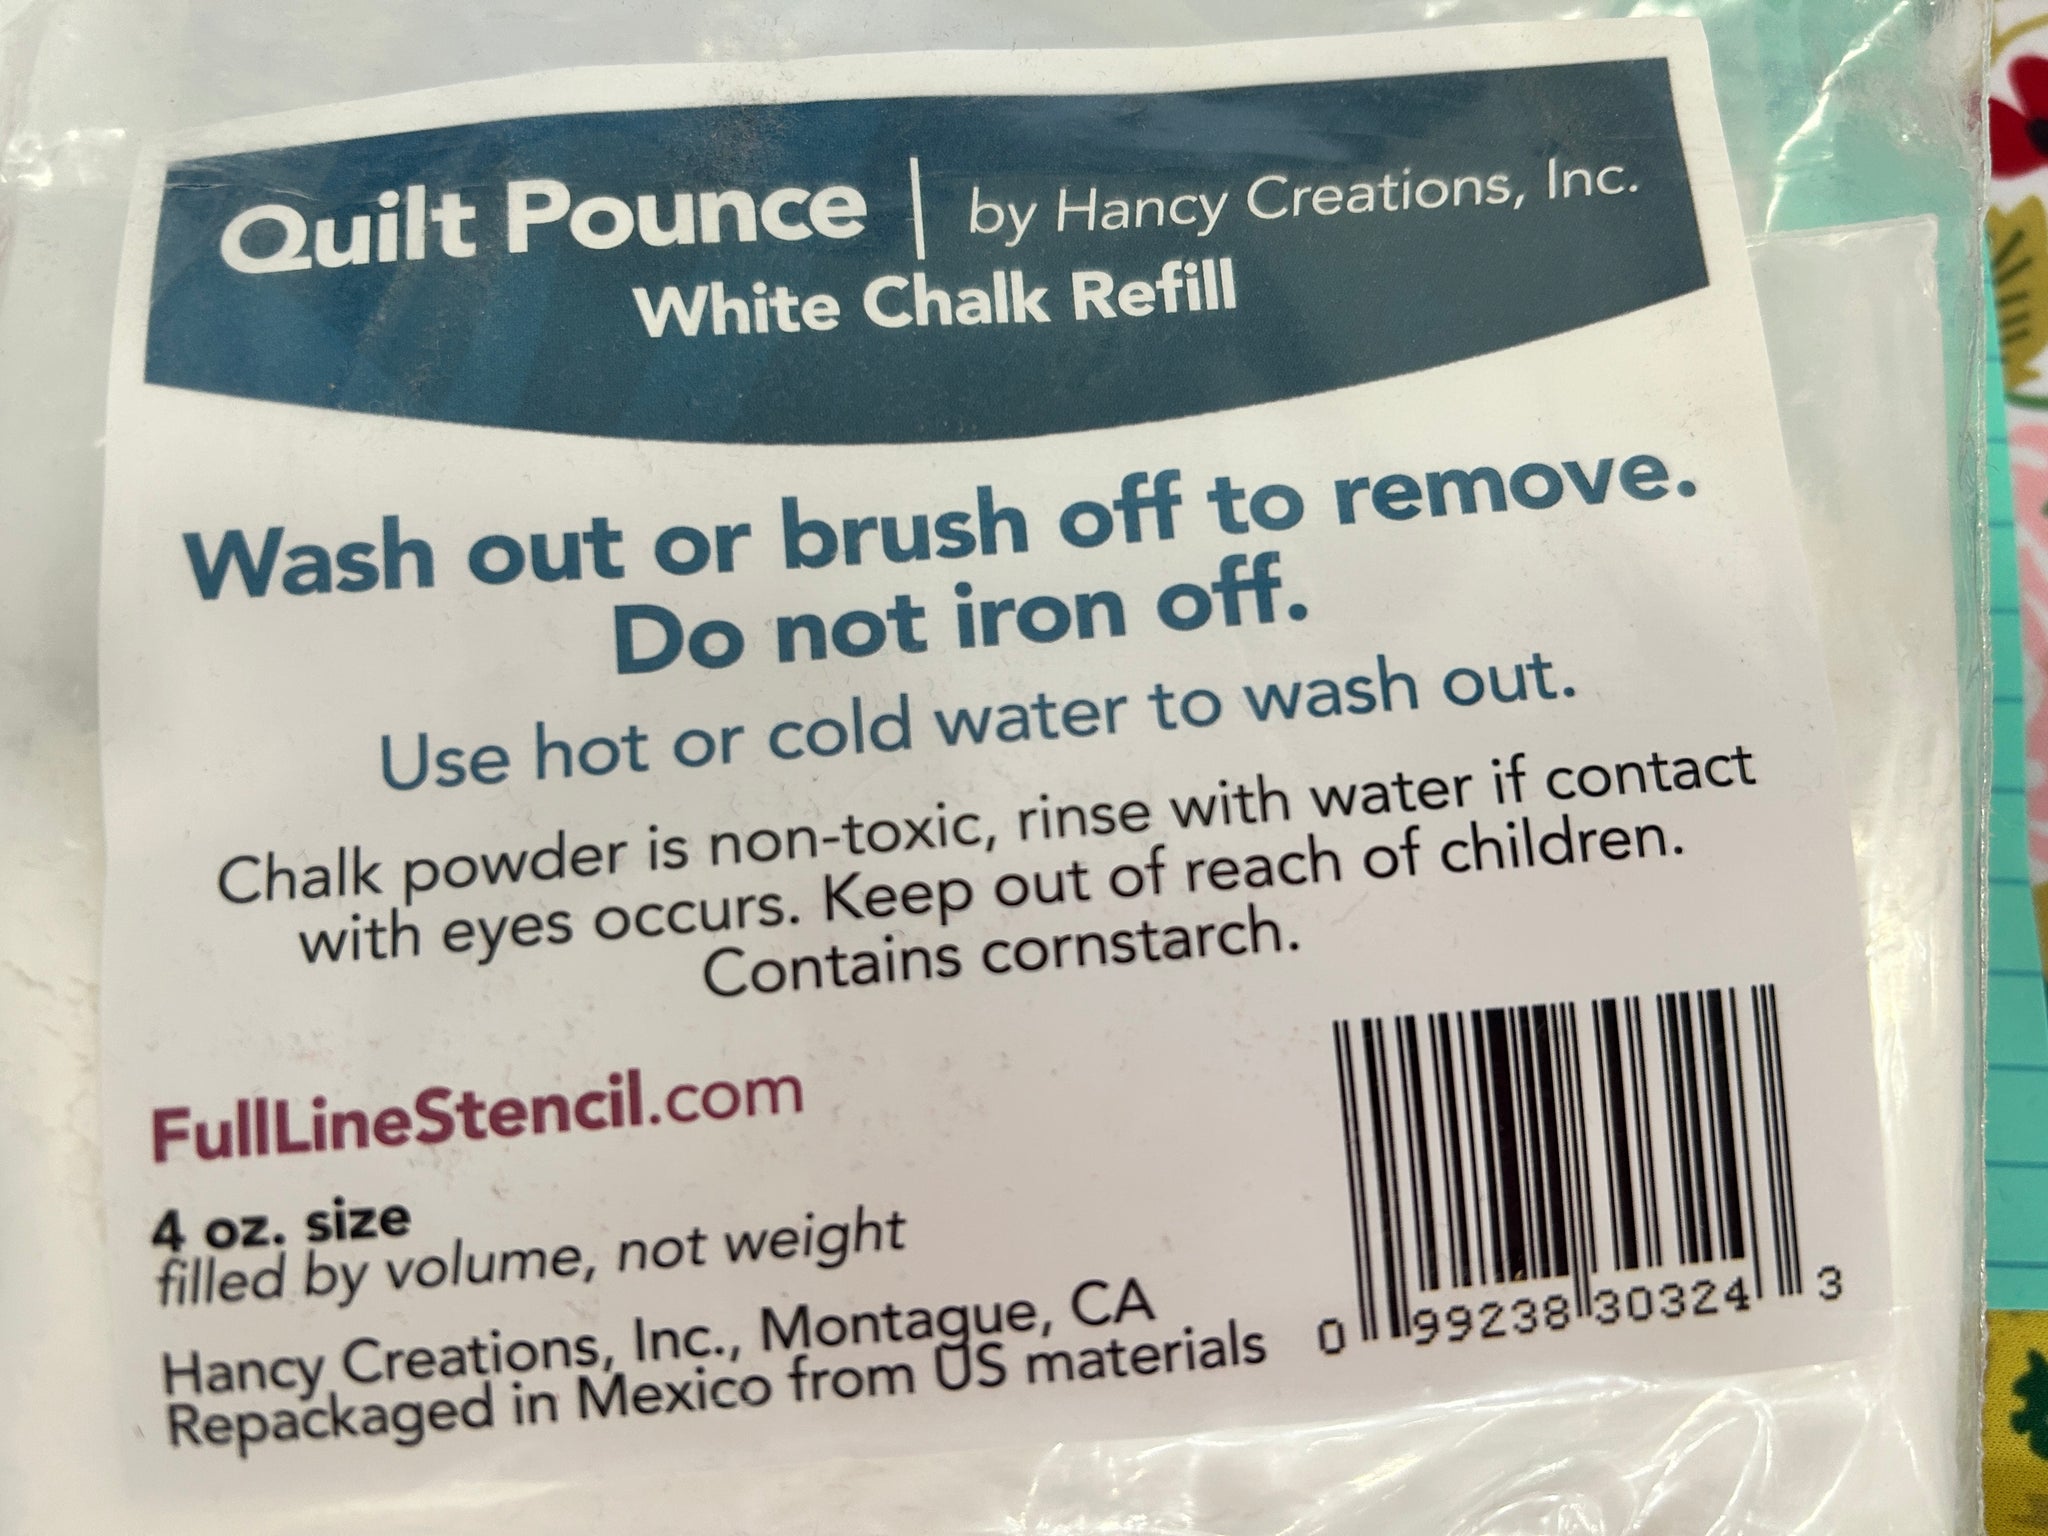 Quilt Pounce | by Hancy Creations, Inc.
White Chalk Refill
Wash out or brush off to remove.
Do not iron off.
Use hot or cold water to wash out.
Chalk powder is non-toxic, rinse with water if contact
with eyes occurs. Keep out of reach of children.
Contains cornstarch.
FullLineStencil.com
4 oz. size
filled by volume, not weight
Hancy Creations, Inc., Montague, CA
Repackaged in Mexico from US materials
0 99238 30324 3